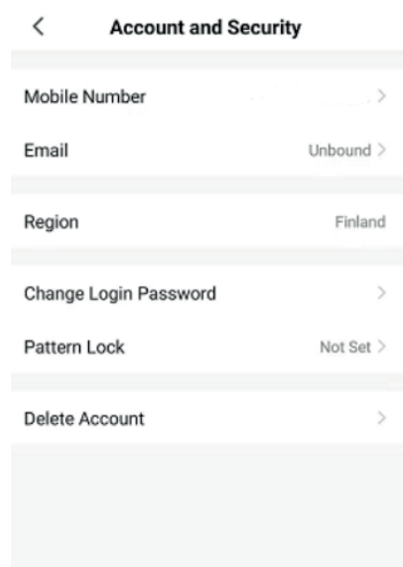 Account and Security
Mobile Number
Email Unbound
Region Finland
Change Login Password
Pattern Lock Not Set
Delete Account